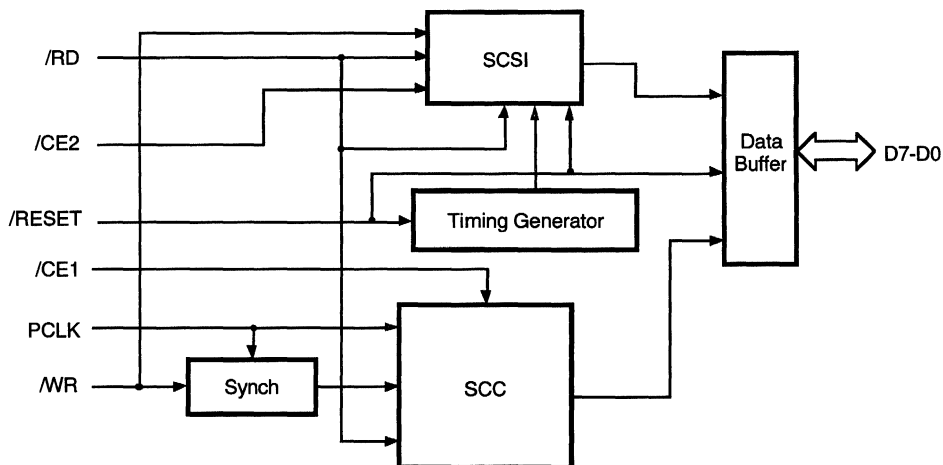 /RD
SCSI
/CE2
Data
Buffer
D7-D0
/RESET
Timing Generator
/CE1
PCLK
/WR
Synch
SCC